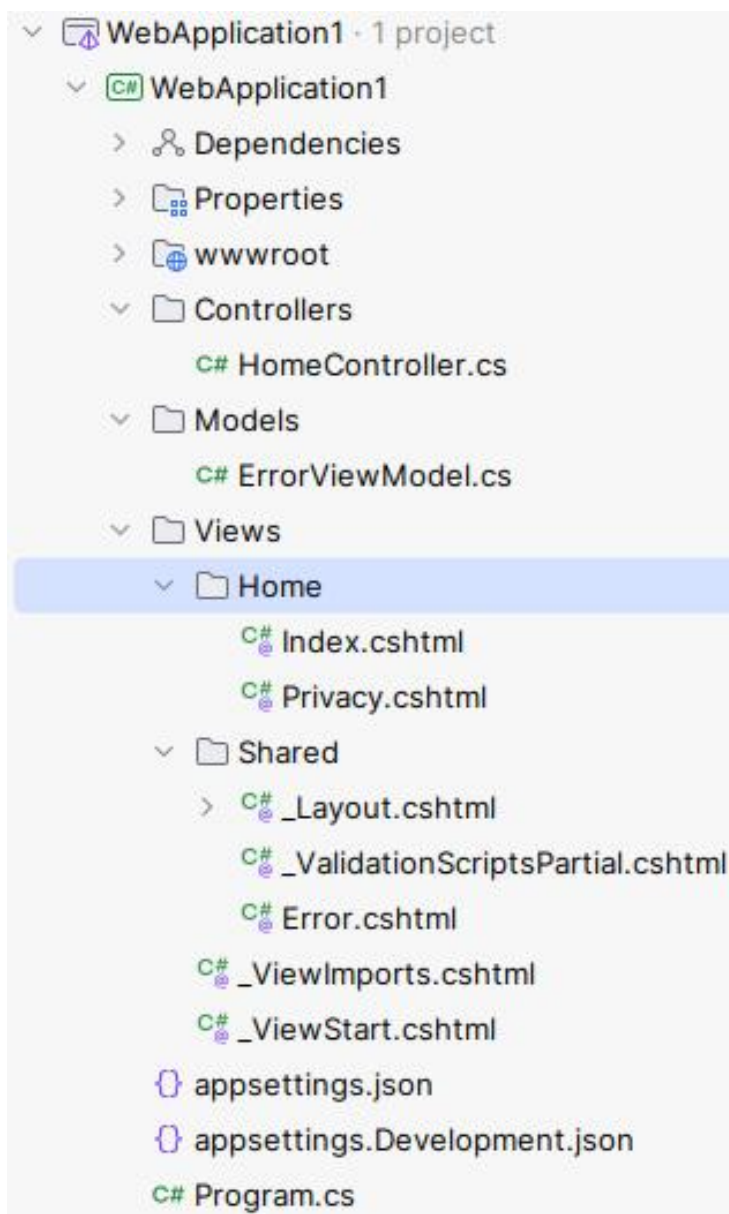 WebApplication1 · 1 project
C# WebApplication1
Dependencies
Properties
wwwroot
Controllers
C# HomeController.cs
Models
C# ErrorViewModel.cs
Views
Home
C#@ Index.cshtml
C#@ Privacy.cshtml
Shared
C#@ _Layout.cshtml
C#@ _ValidationScriptsPartial.cshtml
C#@ Error.cshtml
C#@ _ViewImports.cshtml
C#@ _ViewStart.cshtml
{} appsettings.json
{} appsettings.Development.json
C# Program.cs